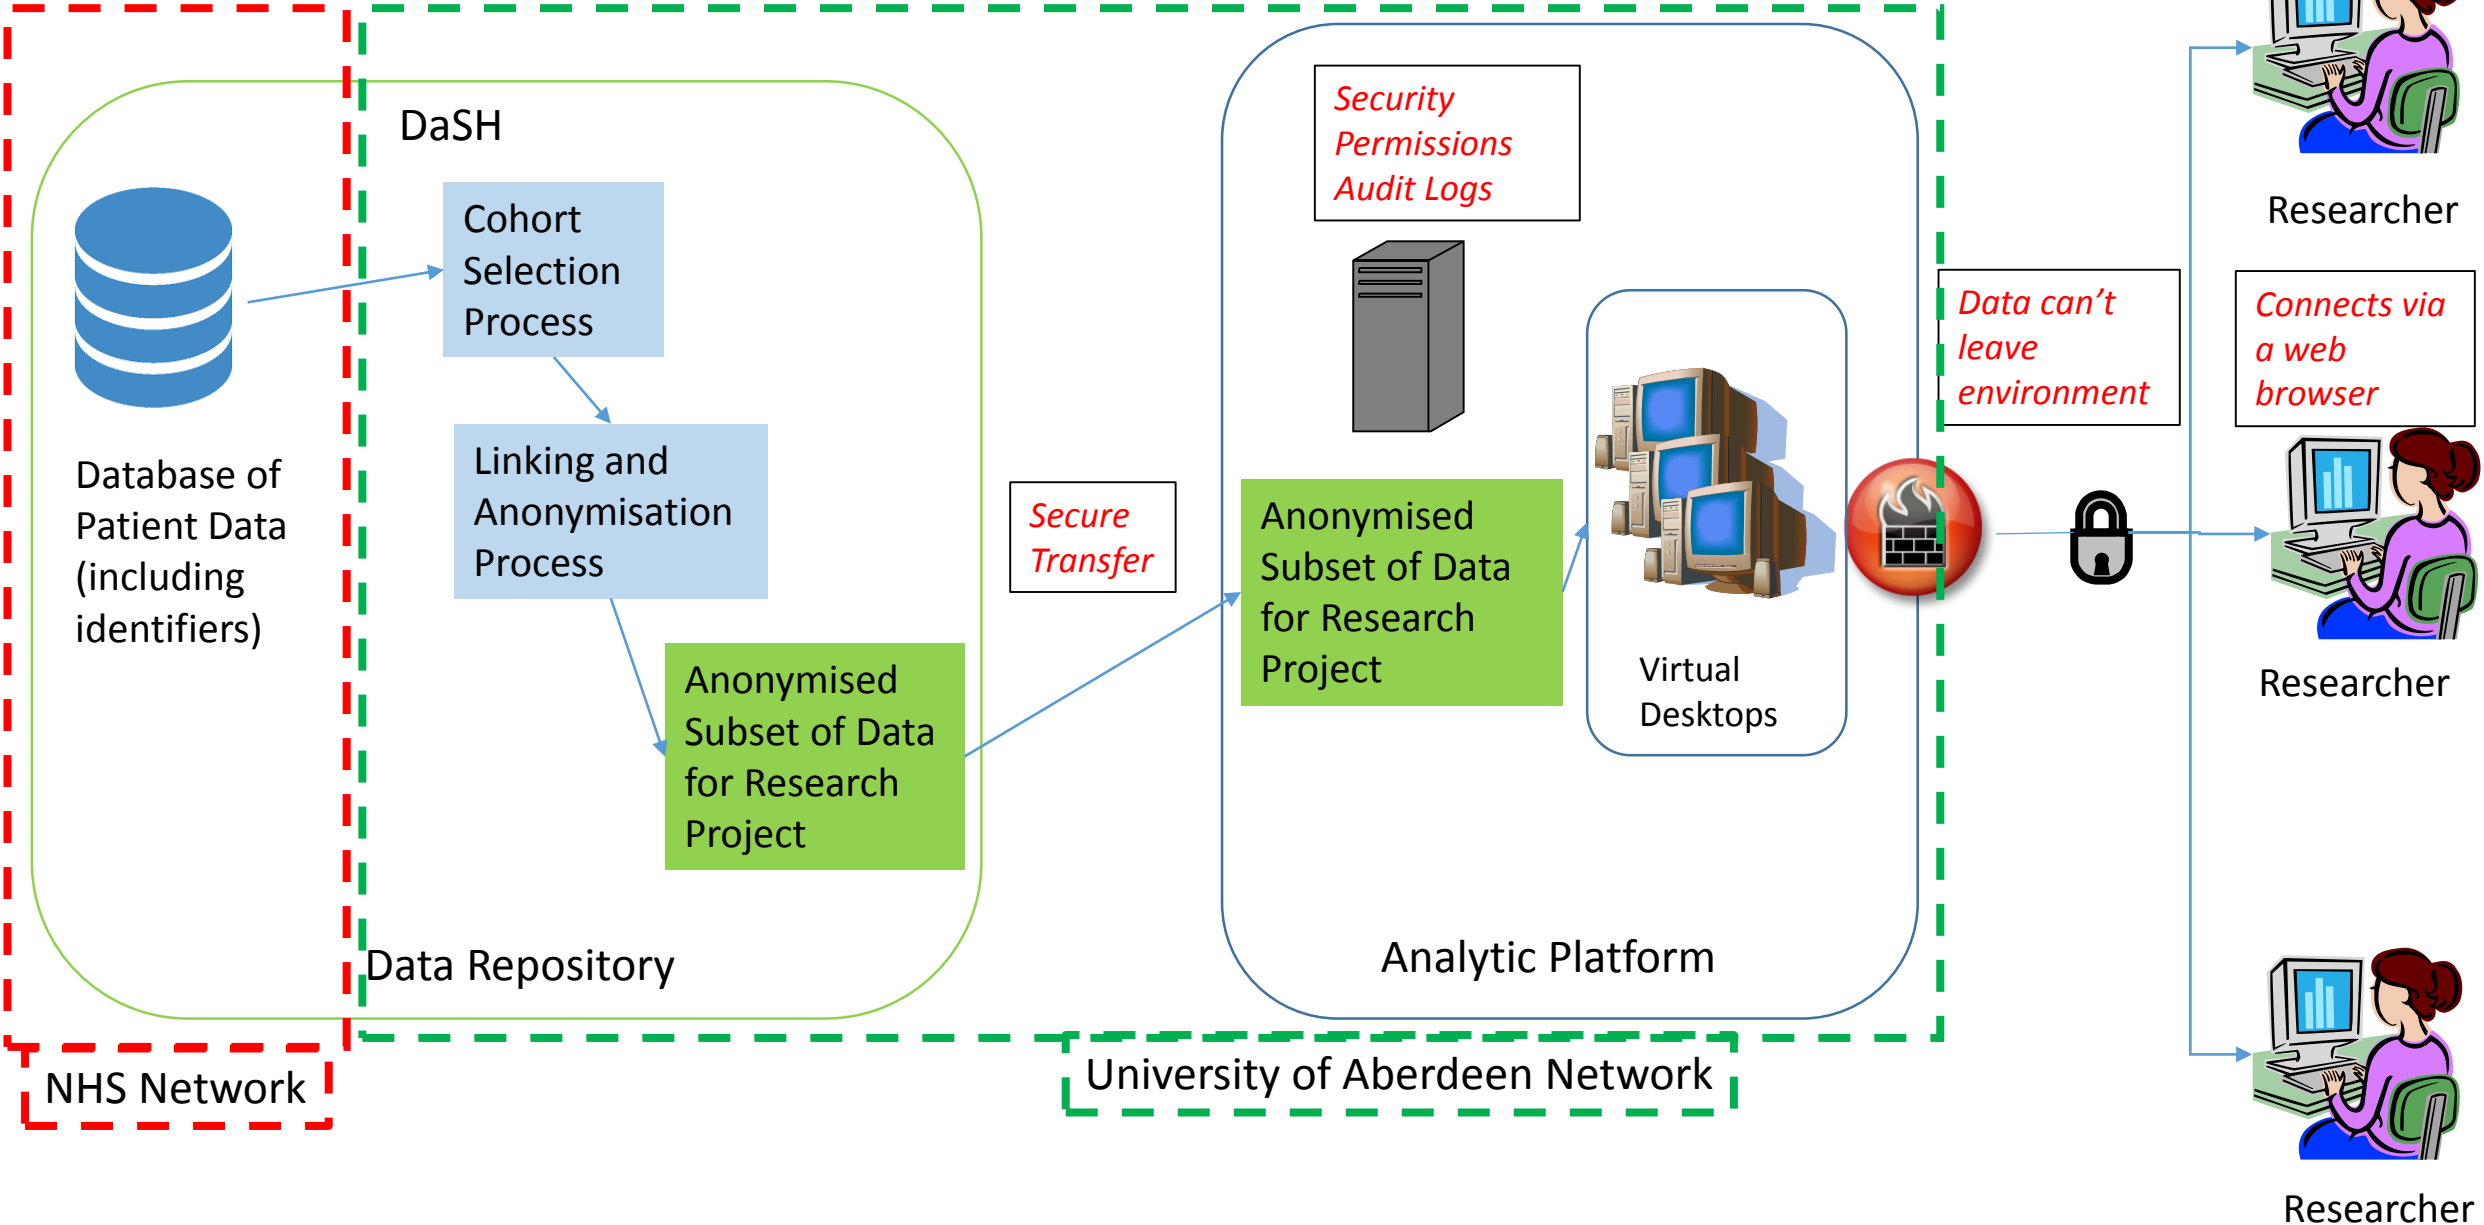 DaSH
Database of
Patient Data
(including
identifiers)
Cohort
Selection
Process
Linking and
Anonymisation
Process
Anonymised
Subset of Data
for Research
Project
Data Repository
NHS Network
Secure
Transfer
Security
Permissions
Audit Logs
Anonymised
Subset of Data
for Research
Project
Virtual
Desktops
Analytic Platform
University of Aberdeen Network
Data can’t
leave
environment
Researcher
Connects via
a web
browser
Researcher
Researcher